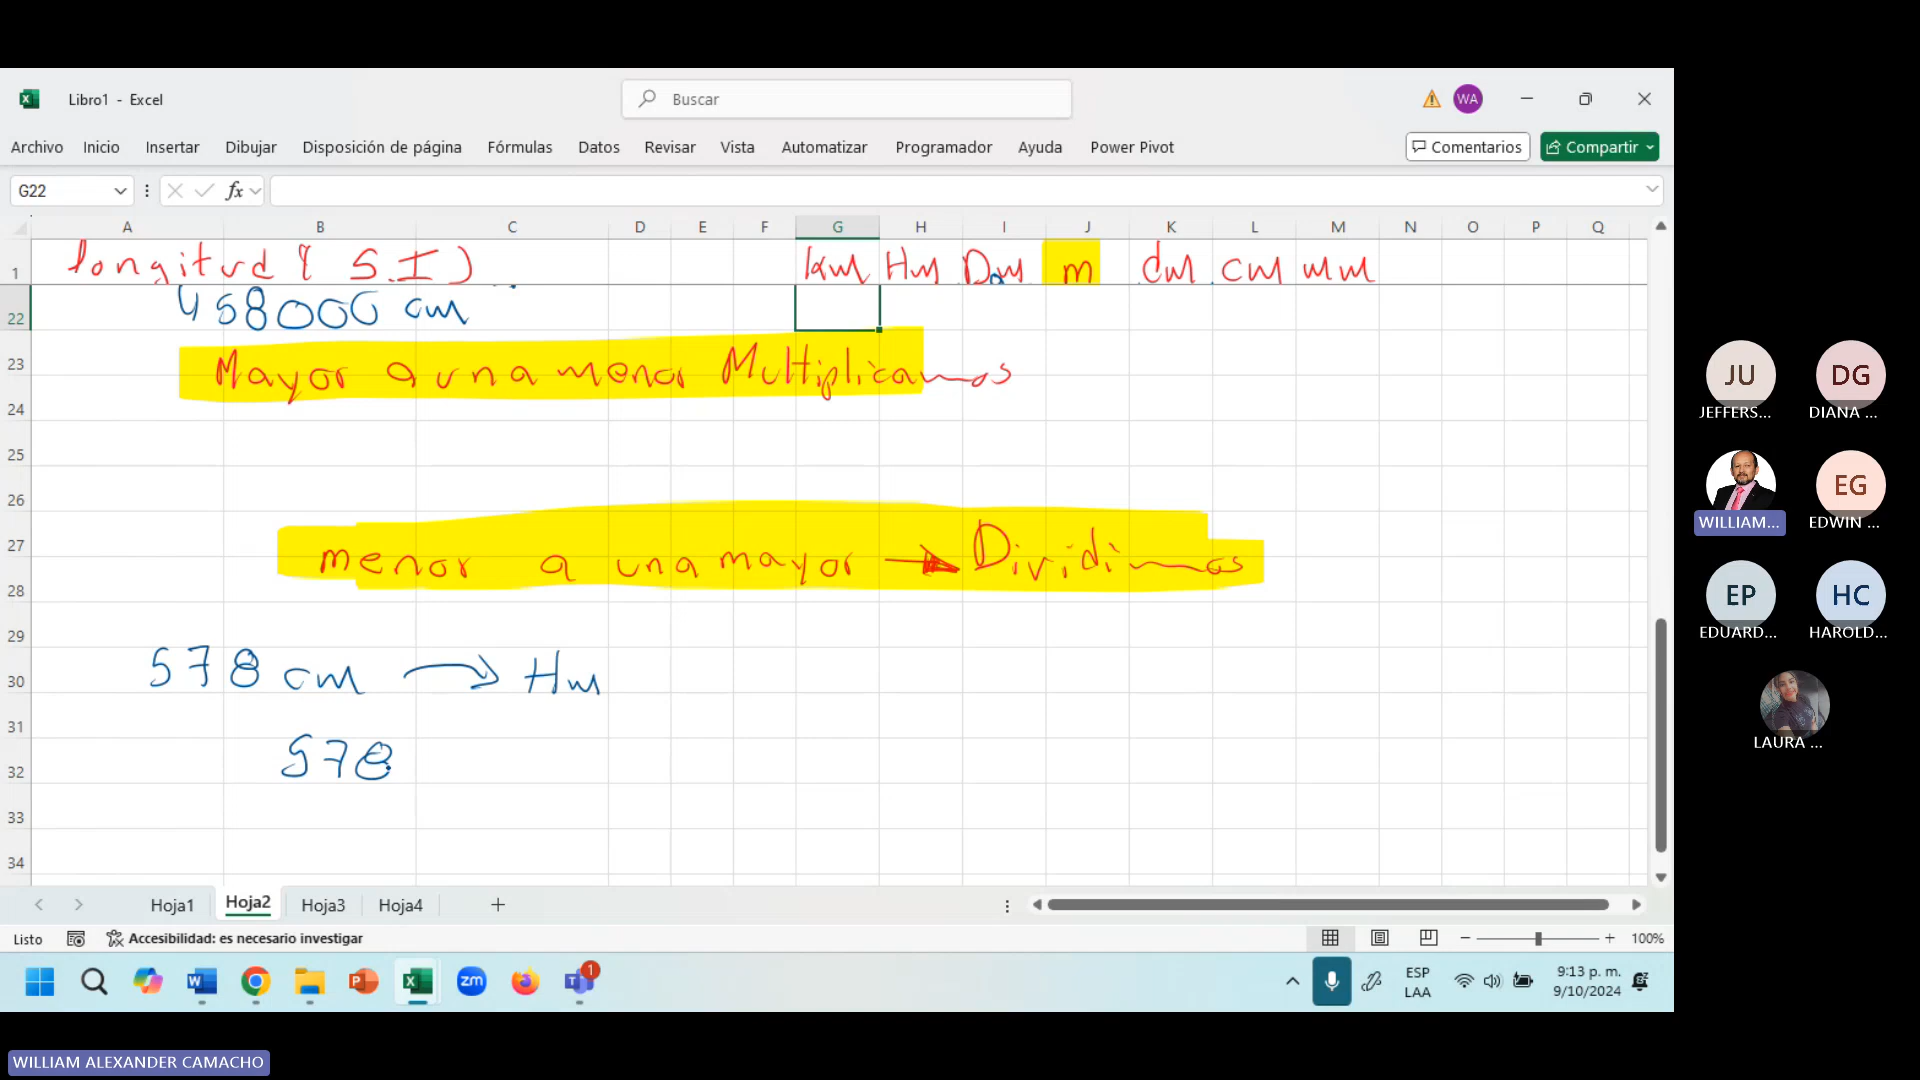 Libro1 - Excel
Buscar
WA
Archivo Inicio Insertar Dibujar Disposición de página Fórmulas Datos Revisar Vista Automatizar Programador Ayuda Power Pivot
Comentarios
Compartir
G22
fx
A B C D E F G H I J K L M N O P Q
1 longitud ( S.I ) km Hm Dam m dm cm mm
22 458000 cm
23 Mayor a una menor Multiplicamos
24
25
26
27 menor a una mayor → Dividimos
28
29
30 578 cm → Hm
31
32 578
33
34
Hoja1 Hoja2 Hoja3 Hoja4 +
Listo Accesibilidad: es necesario investigar
100%
zm
1
ESP
LAA
9:13 p. m.
9/10/2024
JU DG
JEFFERS... DIANA ...
EG
WILLIAM... EDWIN ...
EP HC
EDUARD... HAROLD...
LAURA ...
WILLIAM ALEXANDER CAMACHO